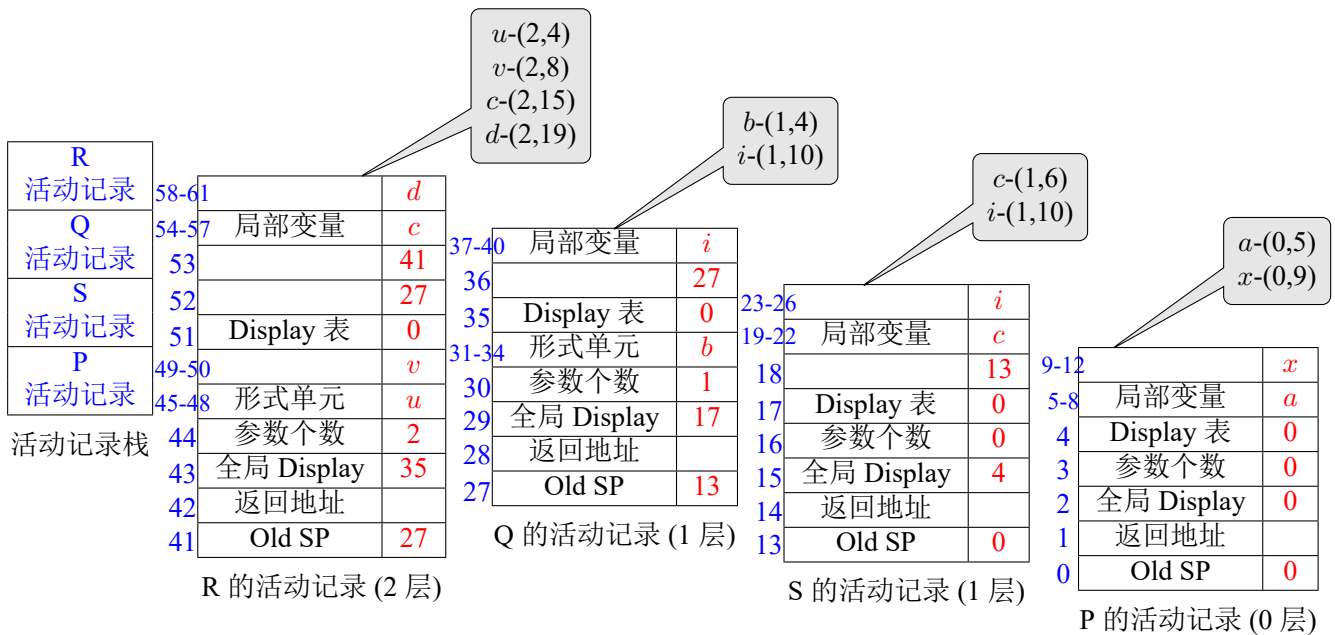 u-(2,4)
v-(2,8)
c-(2,15)
d-(2,19)
b-(1,4)
i-(1,10)
c-(1,6)
i-(1,10)
a-(0,5)
x-(0,9)
R
活动记录
Q
活动记录
S
活动记录
P
活动记录
活动记录栈
58-61 d
54-57 局部变量 c
53 41
52 27
51 Display 表 0
49-50 v
45-48 形式单元 u
44 参数个数 2
43 全局 Display 35
42 返回地址
41 Old SP 27
R 的活动记录 (2 层)
37-40 局部变量 i
36 27
35 Display 表 0
31-34 形式单元 b
30 参数个数 1
29 全局 Display 17
28 返回地址
27 Old SP 13
Q 的活动记录 (1 层)
23-26 i
19-22 局部变量 c
18 13
17 Display 表 0
16 参数个数 0
15 全局 Display 4
14 返回地址
13 Old SP 0
S 的活动记录 (1 层)
9-12 x
5-8 局部变量 a
4 Display 表 0
3 参数个数 0
2 全局 Display 0
1 返回地址
0 Old SP 0
P 的活动记录 (0 层)